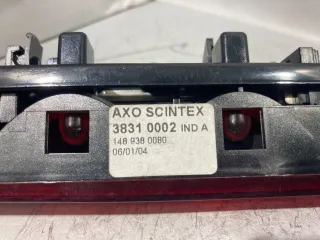 AXO SCINTEX
3831 0002 IND A
148 938 0080
06/01/04